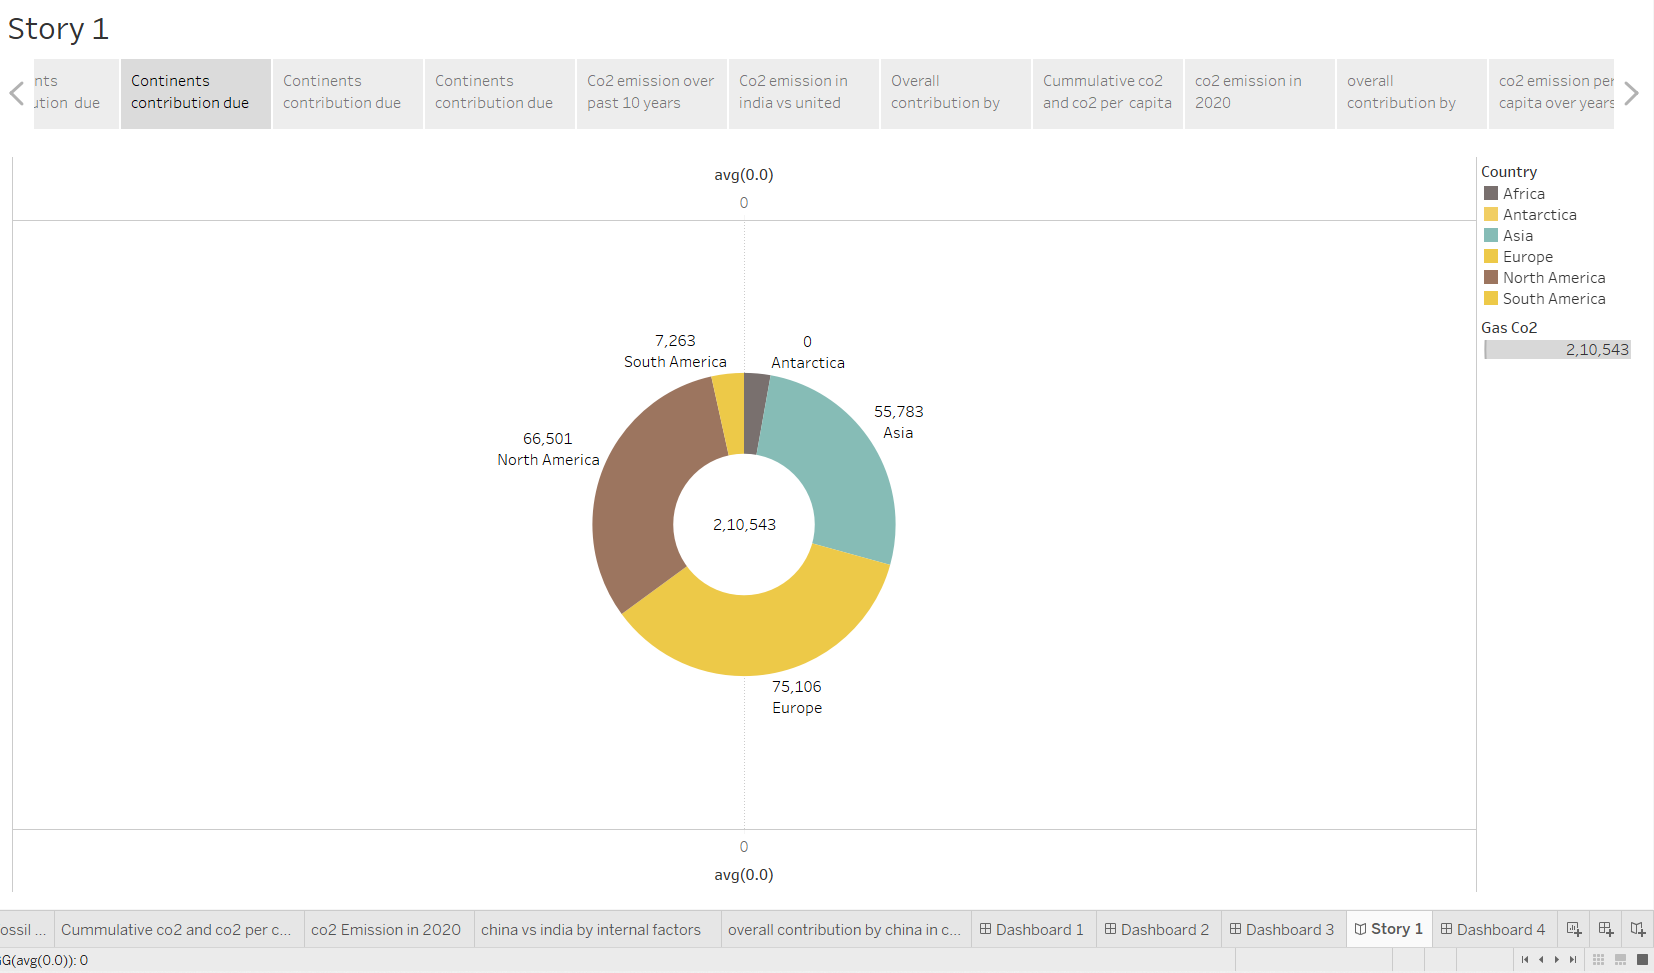 Story 1
nts
ution due
Continents
contribution due
Continents
contribution due
Continents
contribution due
Co2 emission over
past 10 years
Co2 emission in
india vs united
Overall
contribution by
Cummulative co2
and co2 per capita
co2 emission in
2020
overall
contribution by
co2 emission per
capita over years
avg(0.0)
0
Country
Africa
Antarctica
Asia
Europe
North America
South America
Gas Co2
2,10,543
7,263
South America
0
Antarctica
55,783
Asia
66,501
North America
2,10,543
75,106
Europe
0
avg(0.0)
ossil ...
Cummulative co2 and co2 per c...
co2 Emission in 2020
china vs india by internal factors
overall contribution by china in c...
Dashboard 1
Dashboard 2
Dashboard 3
Story 1
Dashboard 4
G(avg(0.0)): 0